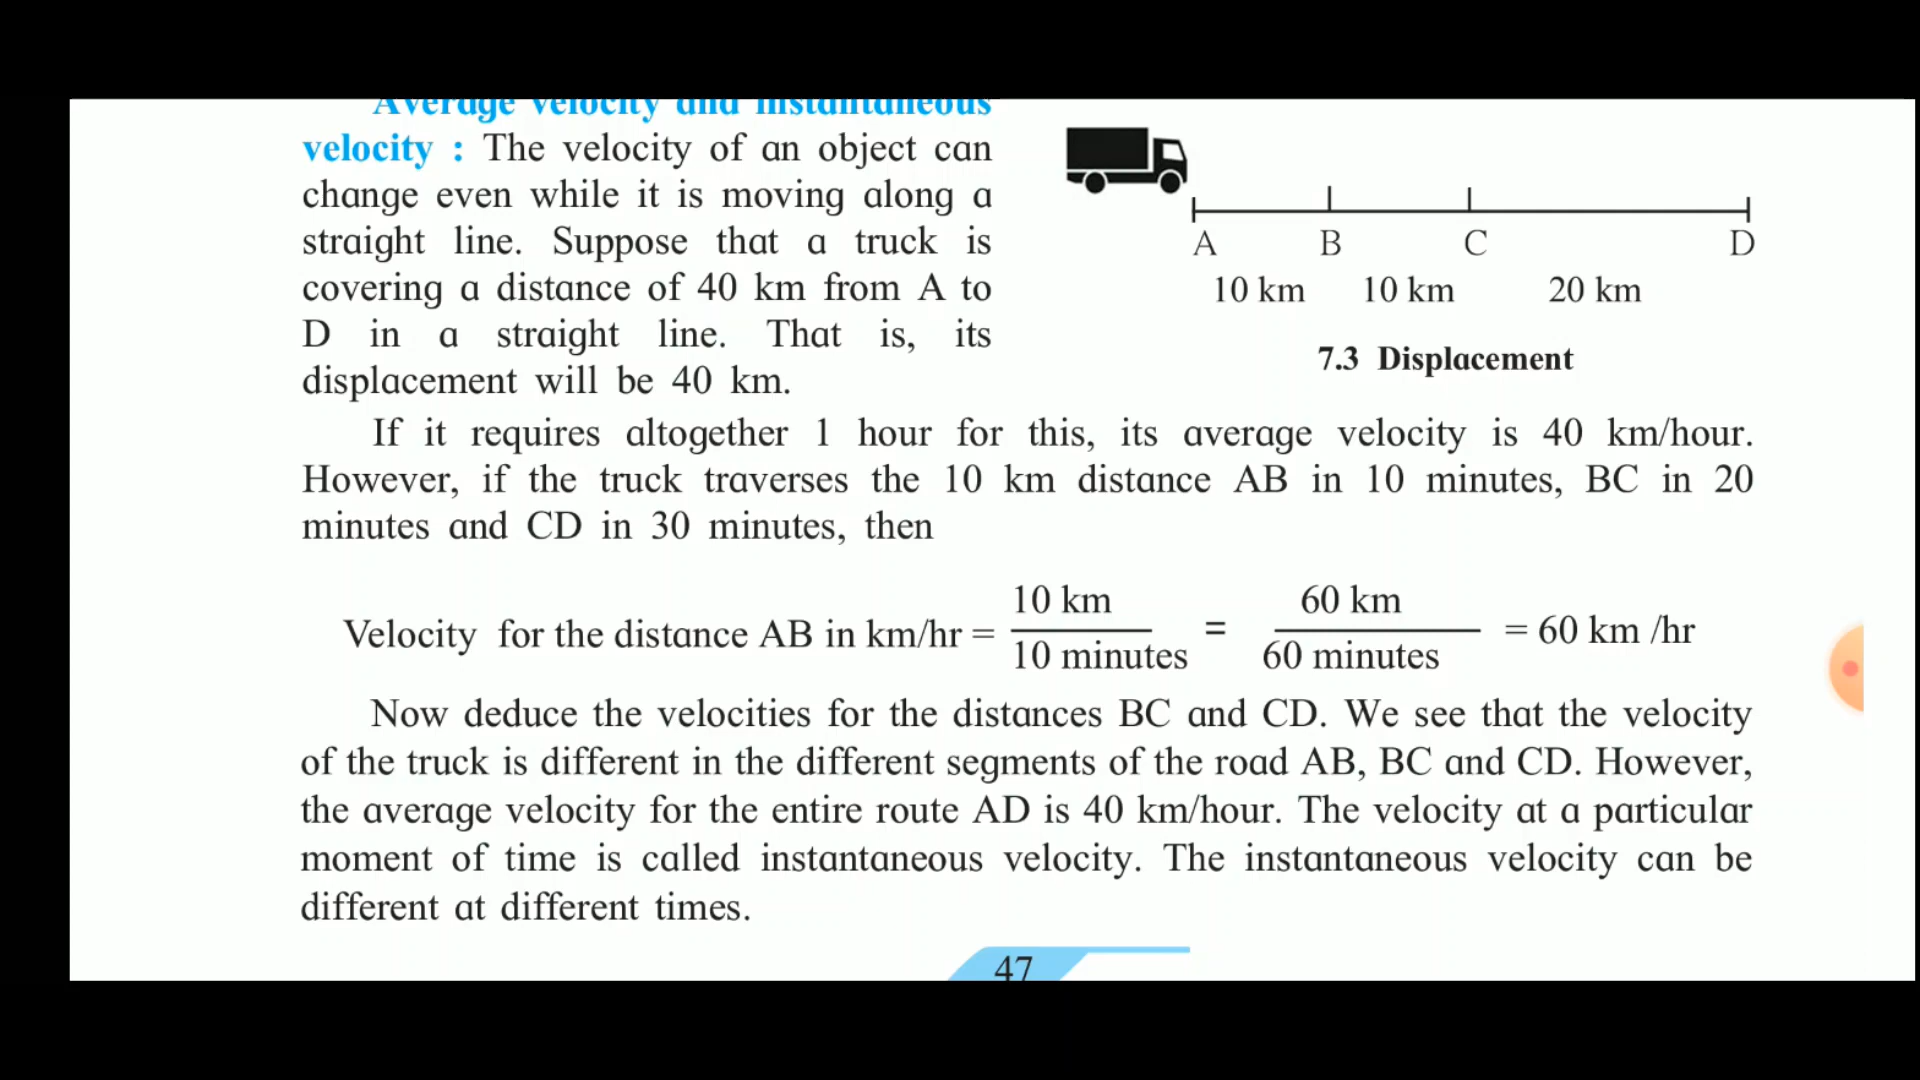 Average velocity and instantaneous
velocity : The velocity of an object can
change even while it is moving along a
straight line. Suppose that a truck is
covering a distance of 40 km from A to
D in a straight line. That is, its
displacement will be 40 km.
A B C D
10 km 10 km 20 km
7.3 Displacement
If it requires altogether 1 hour for this, its average velocity is 40 km/hour.
However, if the truck traverses the 10 km distance AB in 10 minutes, BC in 20
minutes and CD in 30 minutes, then
Velocity for the distance AB in km/hr = 10 km / 10 minutes = 60 km / 60 minutes = 60 km /hr
Now deduce the velocities for the distances BC and CD. We see that the velocity
of the truck is different in the different segments of the road AB, BC and CD. However,
the average velocity for the entire route AD is 40 km/hour. The velocity at a particular
moment of time is called instantaneous velocity. The instantaneous velocity can be
different at different times.
47